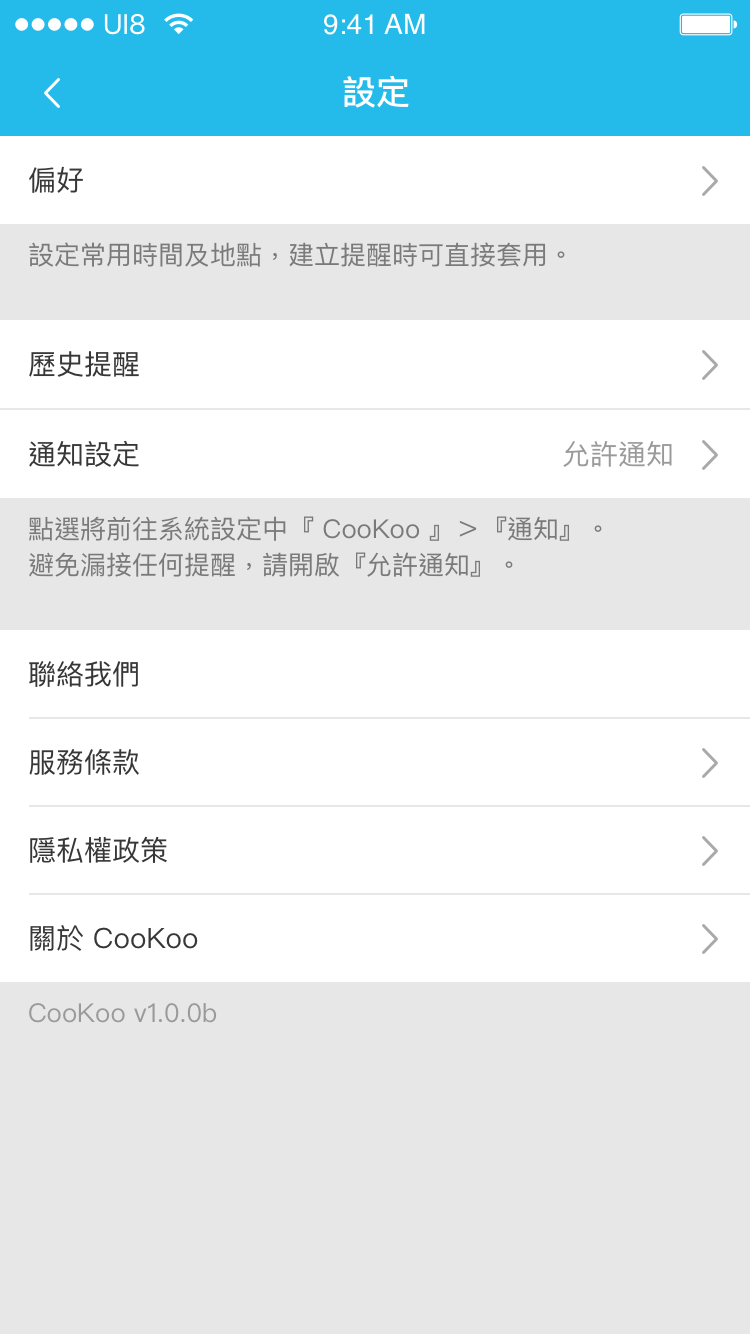 UI8 9:41 AM
設定
偏好
設定常用時間及地點，建立提醒時可直接套用。
歷史提醒
通知設定 允許通知
點選將前往系統設定中『 CooKoo 』＞『通知』。
避免漏接任何提醒，請開啟『允許通知』。
聯絡我們
服務條款
隱私權政策
關於 CooKoo
CooKoo v1.0.0b